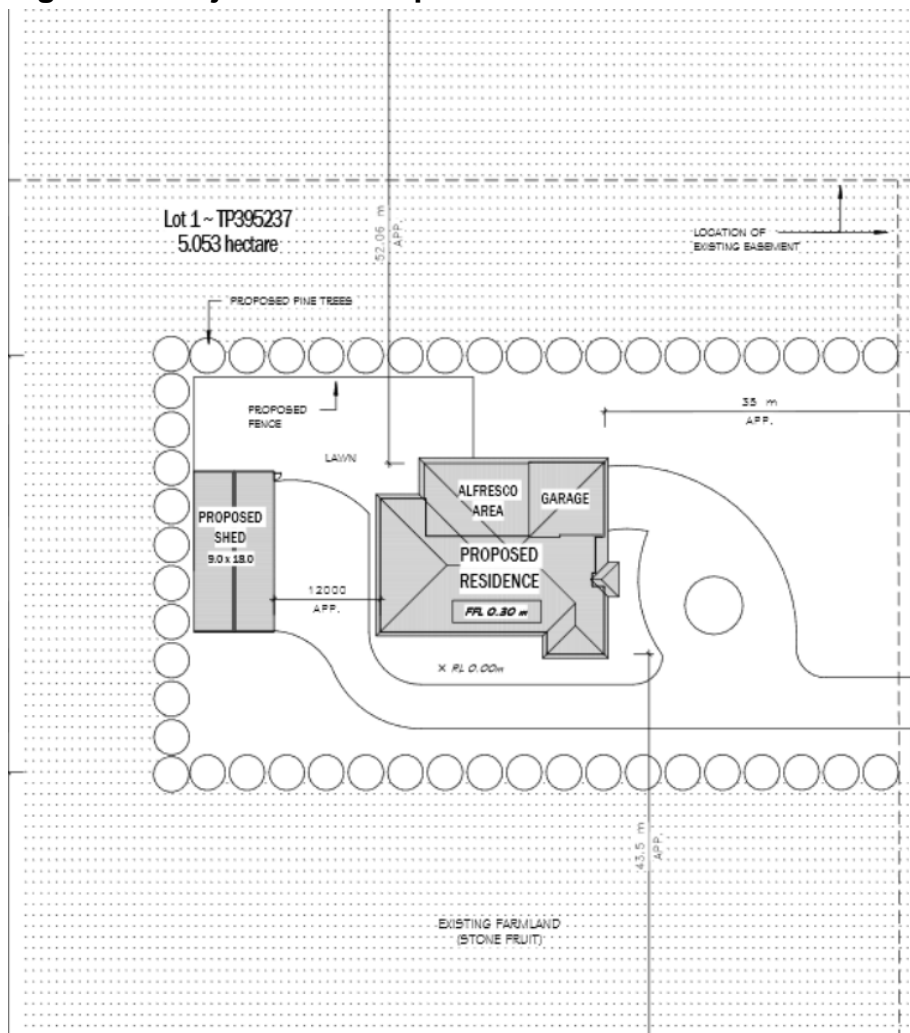 Lot 1 ~ TP395237
5.053 hectare
52.06 m
APP.
LOCATION OF
EXISTING EASEMENT
PROPOSED PINE TREES
PROPOSED
FENCE
LAWN
35 m
APP.
ALFRESCO
AREA
GARAGE
PROPOSED
SHED
9.0 x 18.0
PROPOSED
RESIDENCE
FFL 0.30 m
12000
APP.
× RL 0.00m
43.5 m
APP.
EXISTING FARMLAND
(STONE FRUIT)